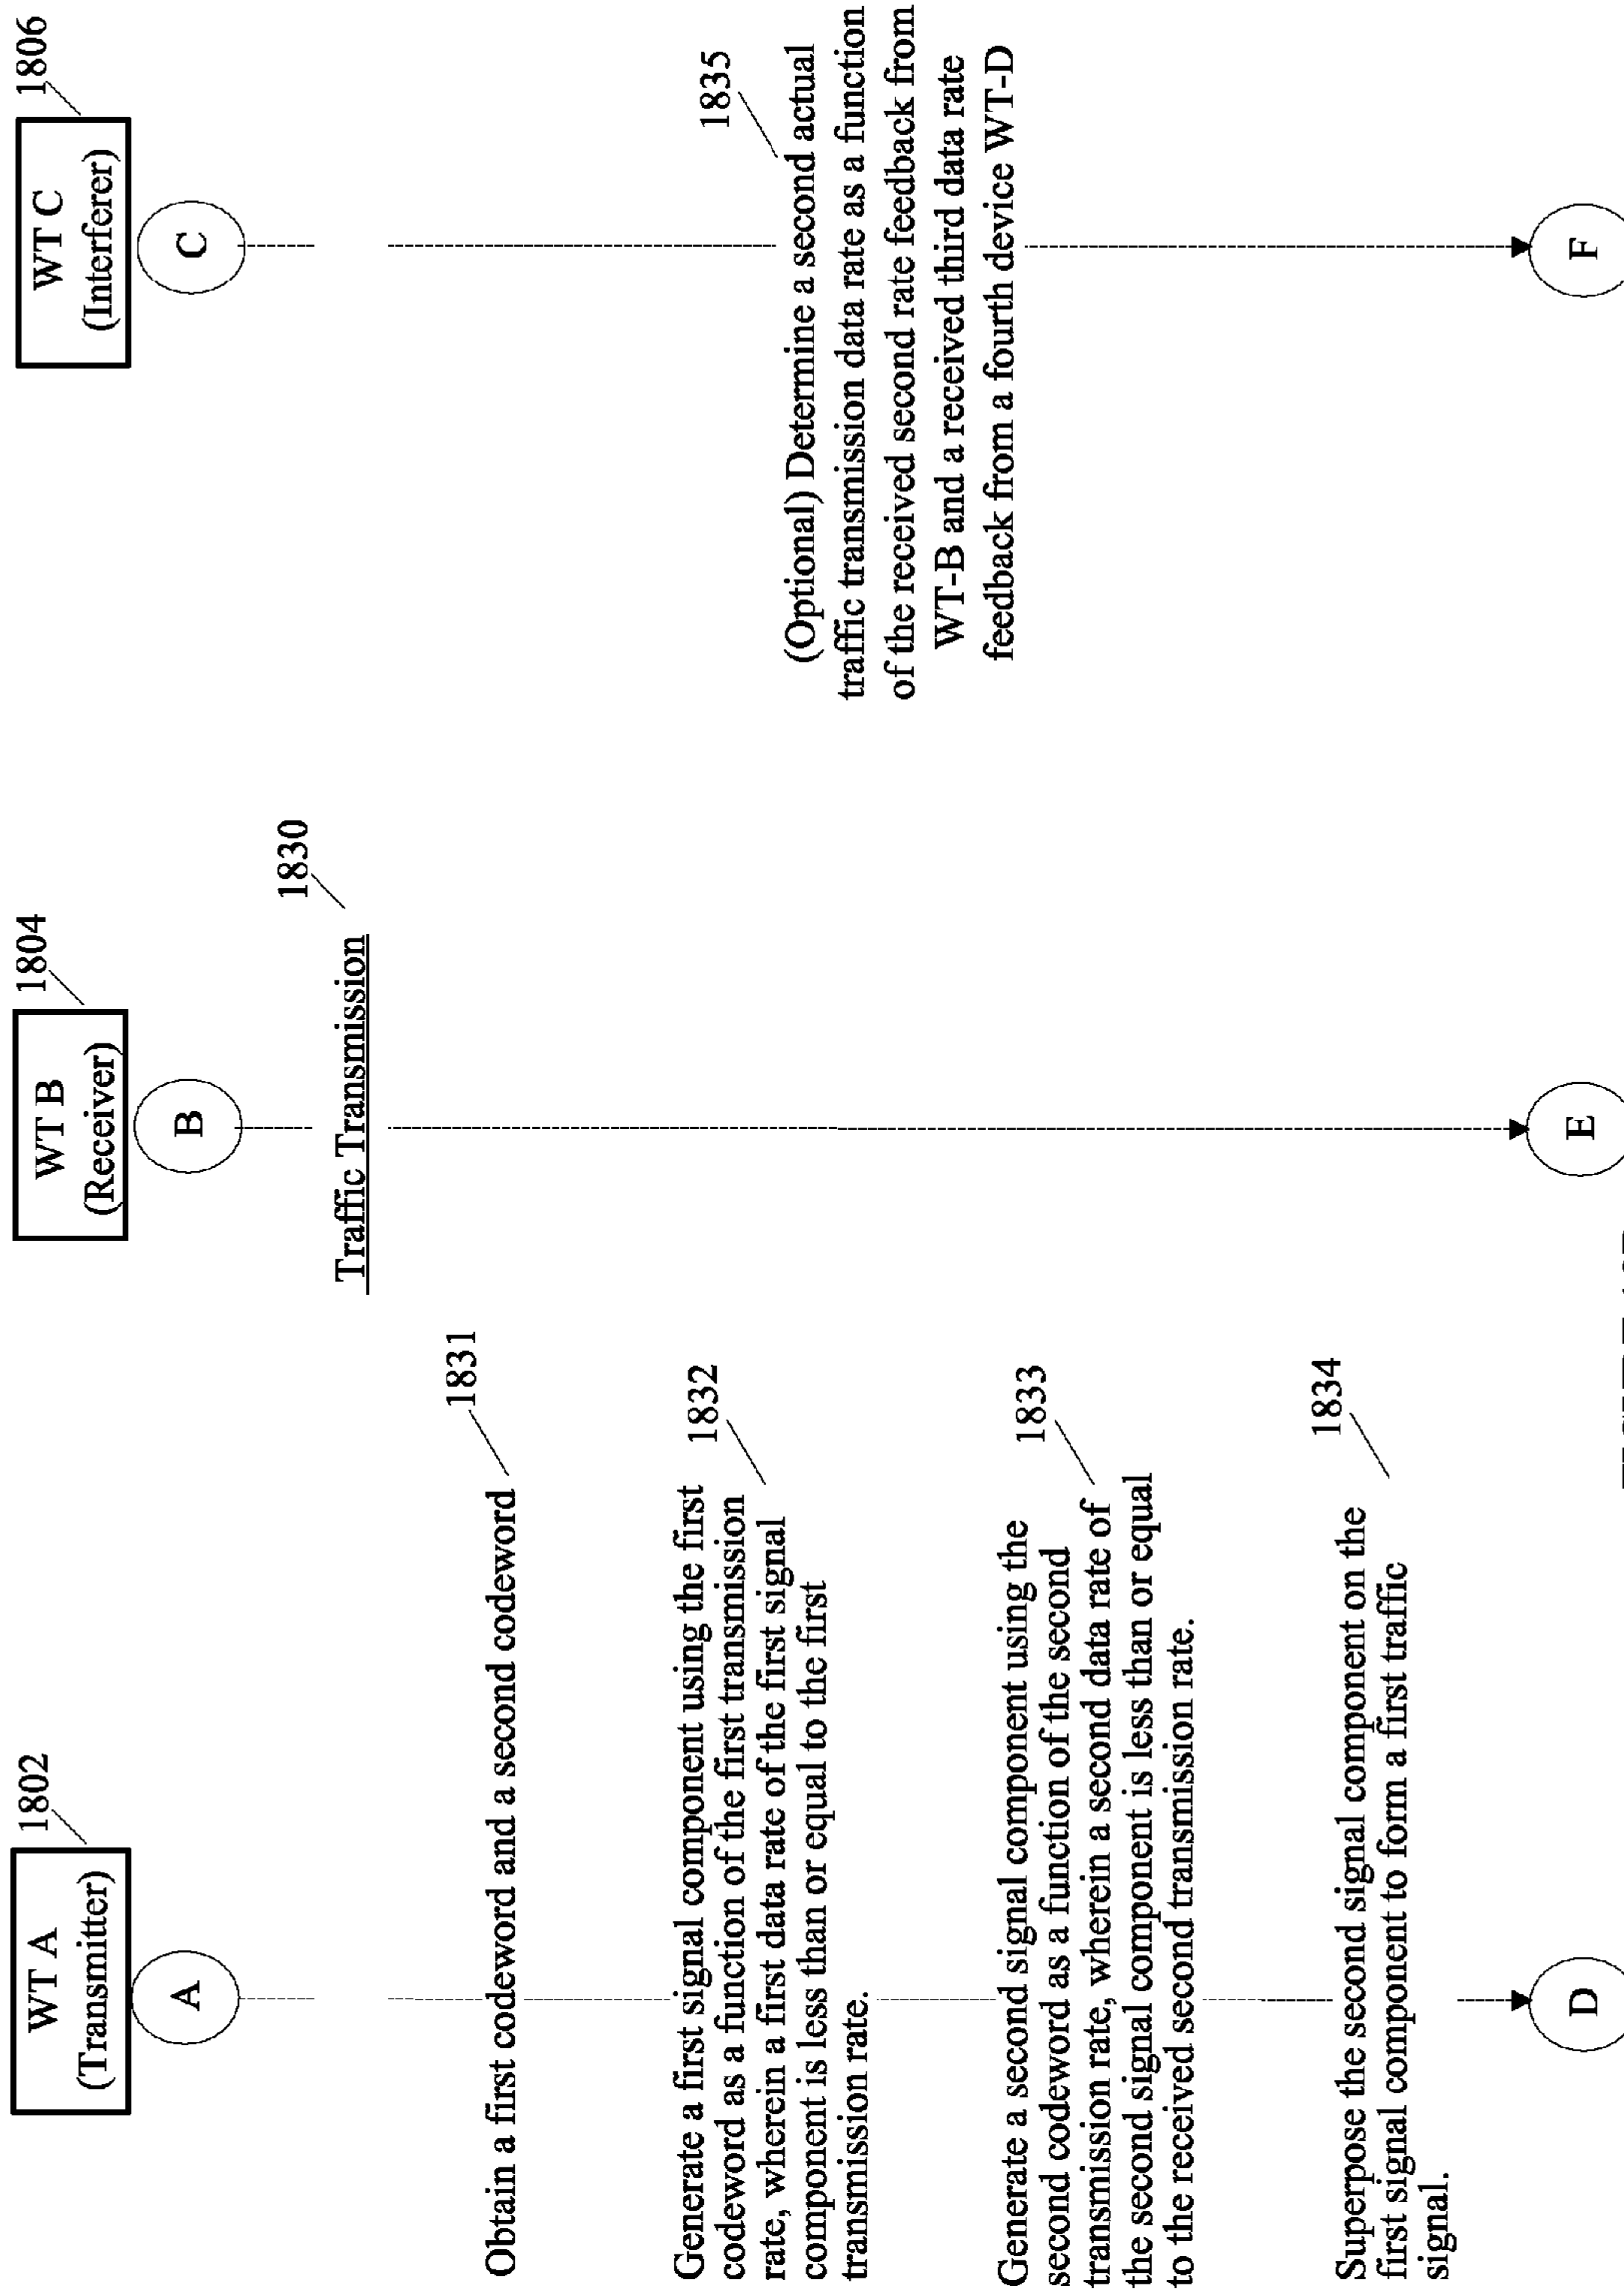 1802
WT A
(Transmitter)
A
1804
WT B
(Receiver)
B
1806
WT C
(Interferer)
C
1830
Traffic Transmission
1831
Obtain a first codeword and a second codeword
1832
Generate a first signal component using the first
codeword as a function of the first transmission
rate, wherein a first data rate of the first signal
component is less than or equal to the first
transmission rate.
1835
(Optional) Determine a second actual
traffic transmission data rate as a function
of the received second rate feedback from
WT-B and a received third data rate
feedback from a fourth device WT-D
1833
Generate a second signal component using the
second codeword as a function of the second
transmission rate, wherein a second data rate of
the second signal component is less than or equal
to the received second transmission rate.
1834
Superpose the second signal component on the
first signal component to form a first traffic
signal.
D
E
F